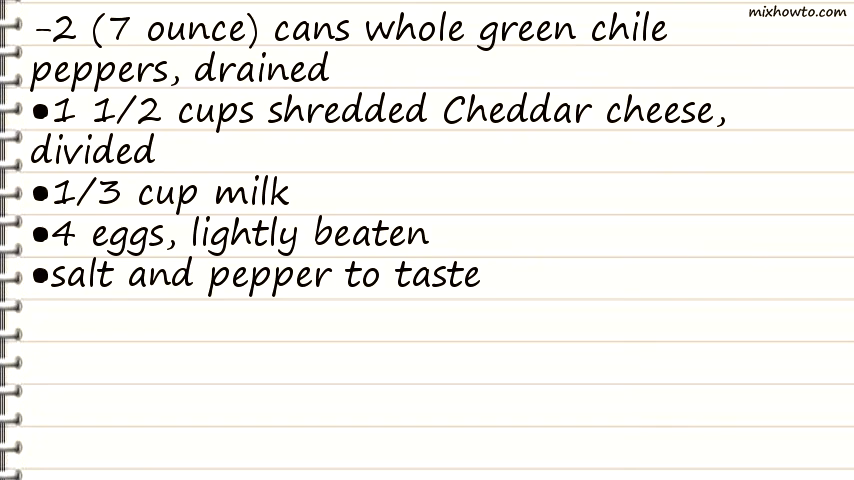 mixhowto.com
-2 (7 ounce) cans whole green chile
peppers, drained
•1 1/2 cups shredded Cheddar cheese,
divided
•1/3 cup milk
•4 eggs, lightly beaten
•salt and pepper to taste